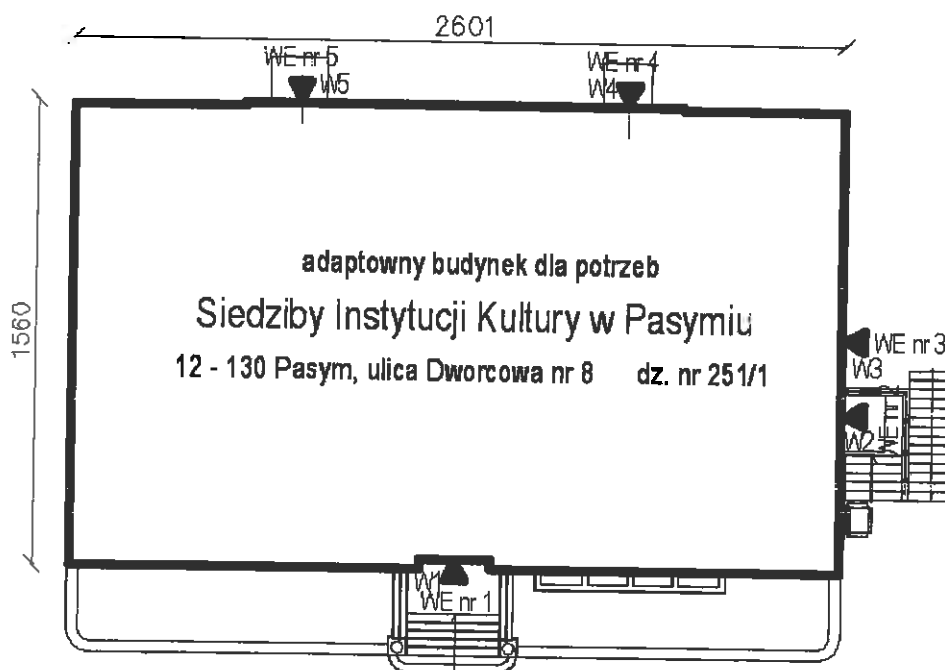 2601
WE nr 5
W5
WE nr 4
W4
1560
adaptowny budynek dla potrzeb
Siedziby Instytucji Kultury w Pasymiu
12 - 130 Pasym, ulica Dworcowa nr 8 dz. nr 251/1
WE nr 3
W3
W2
W1
WE nr 1